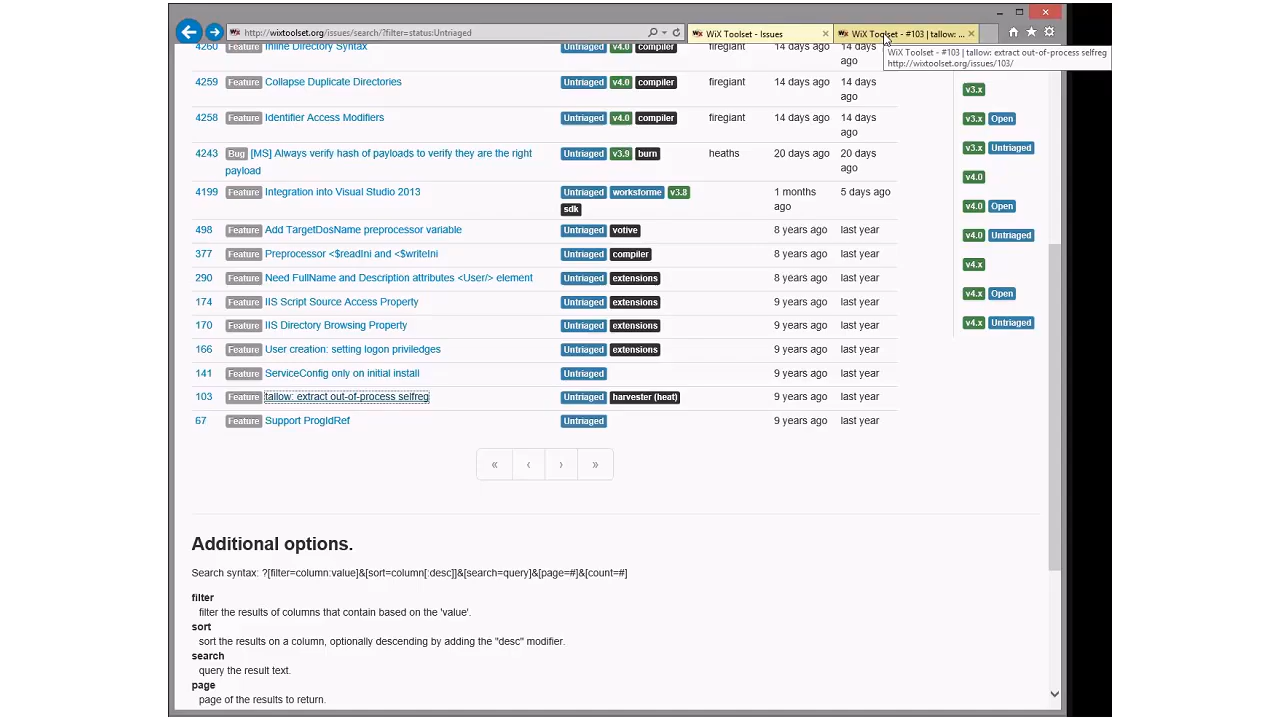 http://wixtoolset.org/issues/search/?filter=status:Untriaged
WiX Toolset - Issues
WiX Toolset - #103 | tallow: ...
WiX Toolset - #103 | tallow: extract out-of-process selfreg
http://wixtoolset.org/issues/103/
4260 Feature Inline Directory Syntax Untriaged v4.0 compiler firegiant 14 days ago 14 days
ago
4259 Feature Collapse Duplicate Directories Untriaged v4.0 compiler firegiant 14 days ago 14 days
ago
4258 Feature Identifier Access Modifiers Untriaged v4.0 compiler firegiant 14 days ago 14 days
ago
4243 Bug [MS] Always verify hash of payloads to verify they are the right Untriaged v3.9 burn heaths 20 days ago 20 days
payload ago
4199 Feature Integration into Visual Studio 2013 Untriaged worksforme v3.8 1 months 5 days ago
sdk ago
498 Feature Add TargetDosName preprocessor variable Untriaged votive 8 years ago last year
377 Feature Preprocessor <$readIni and <$writeIni Untriaged compiler 8 years ago last year
290 Feature Need FullName and Description attributes <User/> element Untriaged extensions 8 years ago last year
174 Feature IIS Script Source Access Property Untriaged extensions 9 years ago last year
170 Feature IIS Directory Browsing Property Untriaged extensions 9 years ago last year
166 Feature User creation: setting logon priviledges Untriaged extensions 9 years ago last year
141 Feature ServiceConfig only on initial install Untriaged 9 years ago last year
103 Feature tallow: extract out-of-process selfreg Untriaged harvester (heat) 9 years ago last year
67 Feature Support ProgIdRef Untriaged 9 years ago last year
« ‹ › »
v3.x
v3.x Open
v3.x Untriaged
v4.0
v4.0 Open
v4.0 Untriaged
v4.x
v4.x Open
v4.x Untriaged
Additional options.
Search syntax: ?[filter=column:value]&[sort=column[:desc]]&[search=query]&[page=#]&[count=#]
filter
filter the results of columns that contain based on the 'value'.
sort
sort the results on a column, optionally descending by adding the "desc" modifier.
search
query the result text.
page
page of the results to return.